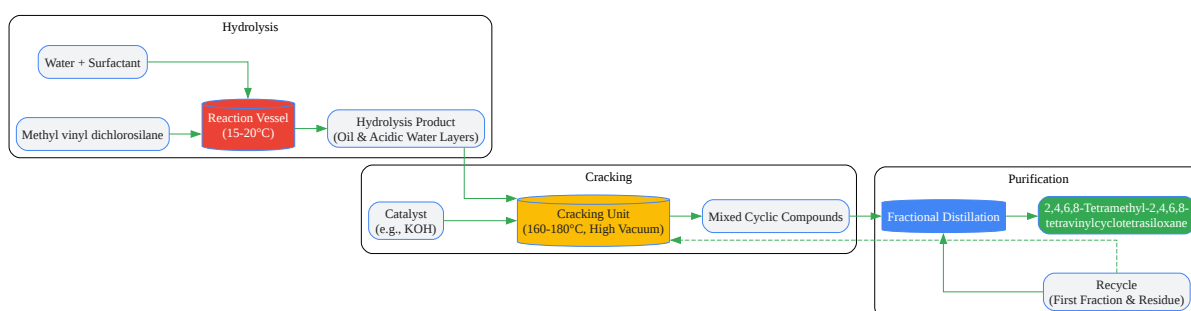 Hydrolysis
Water + Surfactant
Methyl vinyl dichlorosilane
Reaction Vessel
(15-20°C)
Hydrolysis Product
(Oil & Acidic Water Layers)
Cracking
Catalyst
(e.g., KOH)
Cracking Unit
(160-180°C, High Vacuum)
Mixed Cyclic Compounds
Purification
Fractional Distillation
2,4,6,8-Tetramethyl-2,4,6,8-
tetravinylcyclotetrasiloxane
Recycle
(First Fraction & Residue)